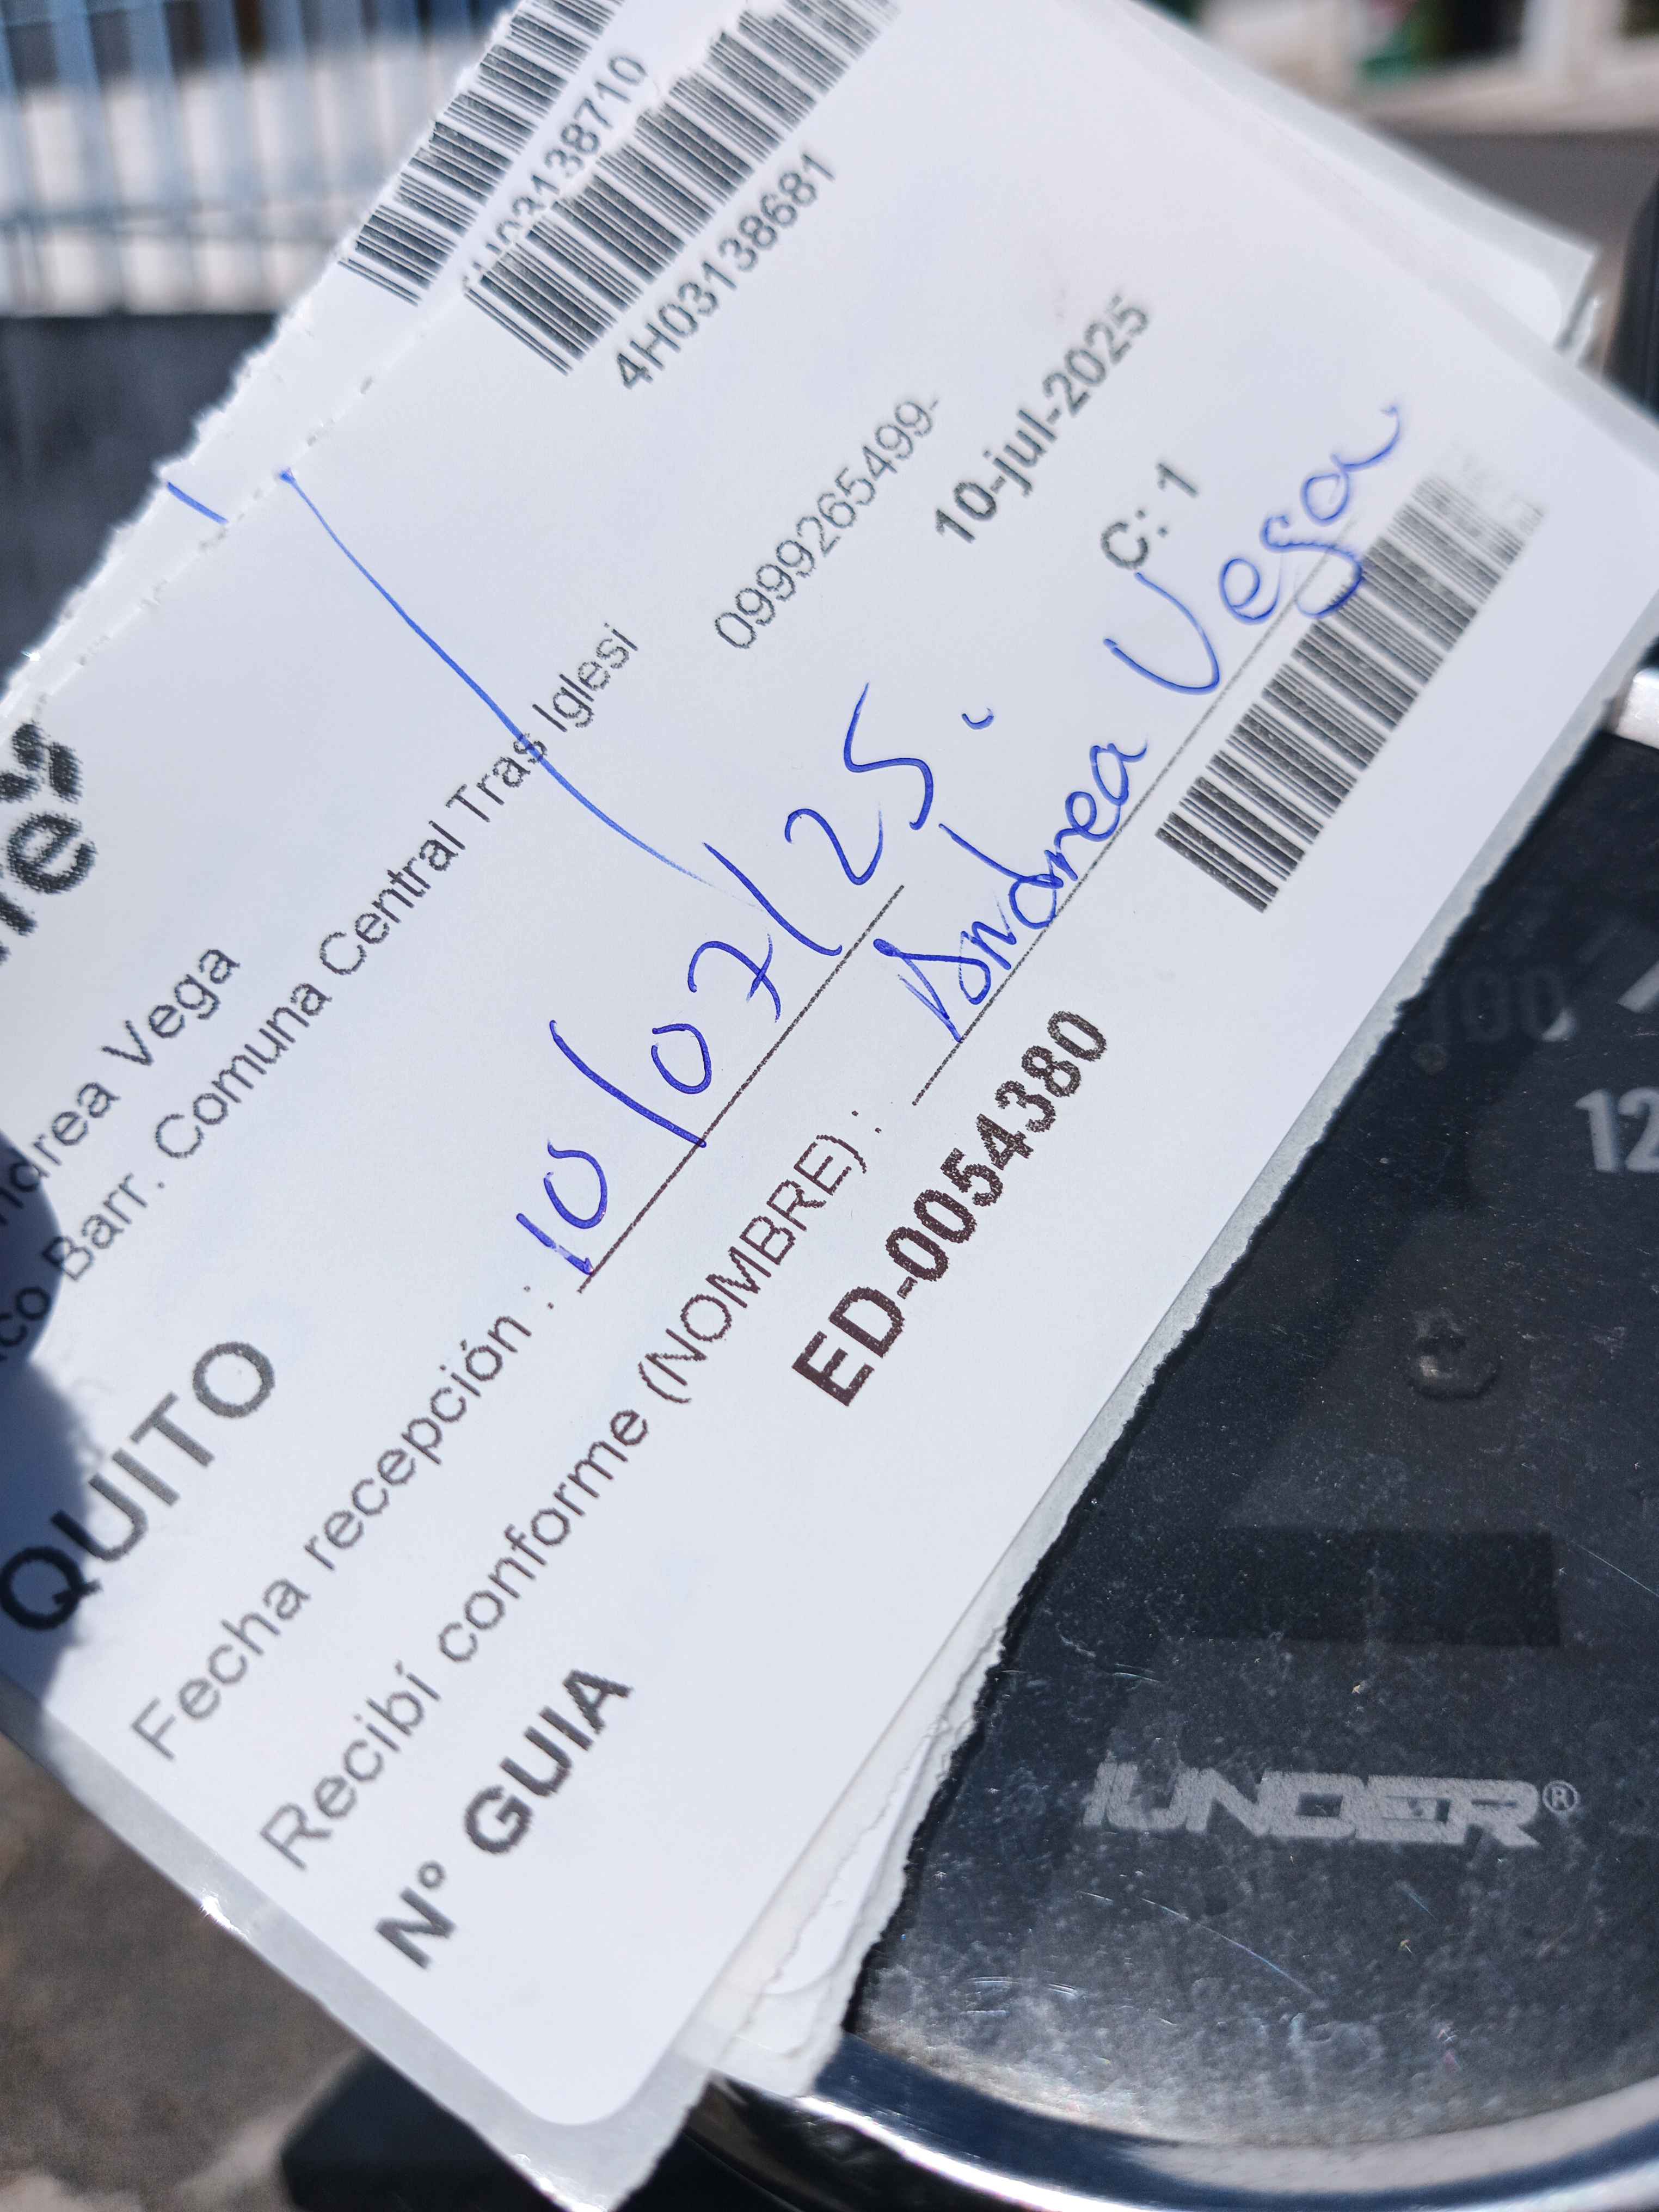 4H03138710
4H03138681
ndrea Vega
co Barr. Comuna Central Tras Iglesi
0999265499-
QUITO
10-jul-2025
Fecha recepción : 10/07/25.
C: 1
Recibí conforme (NOMBRE) : Andrea Vega
N° GUIA
ED-0054380
100
12
UNDER®